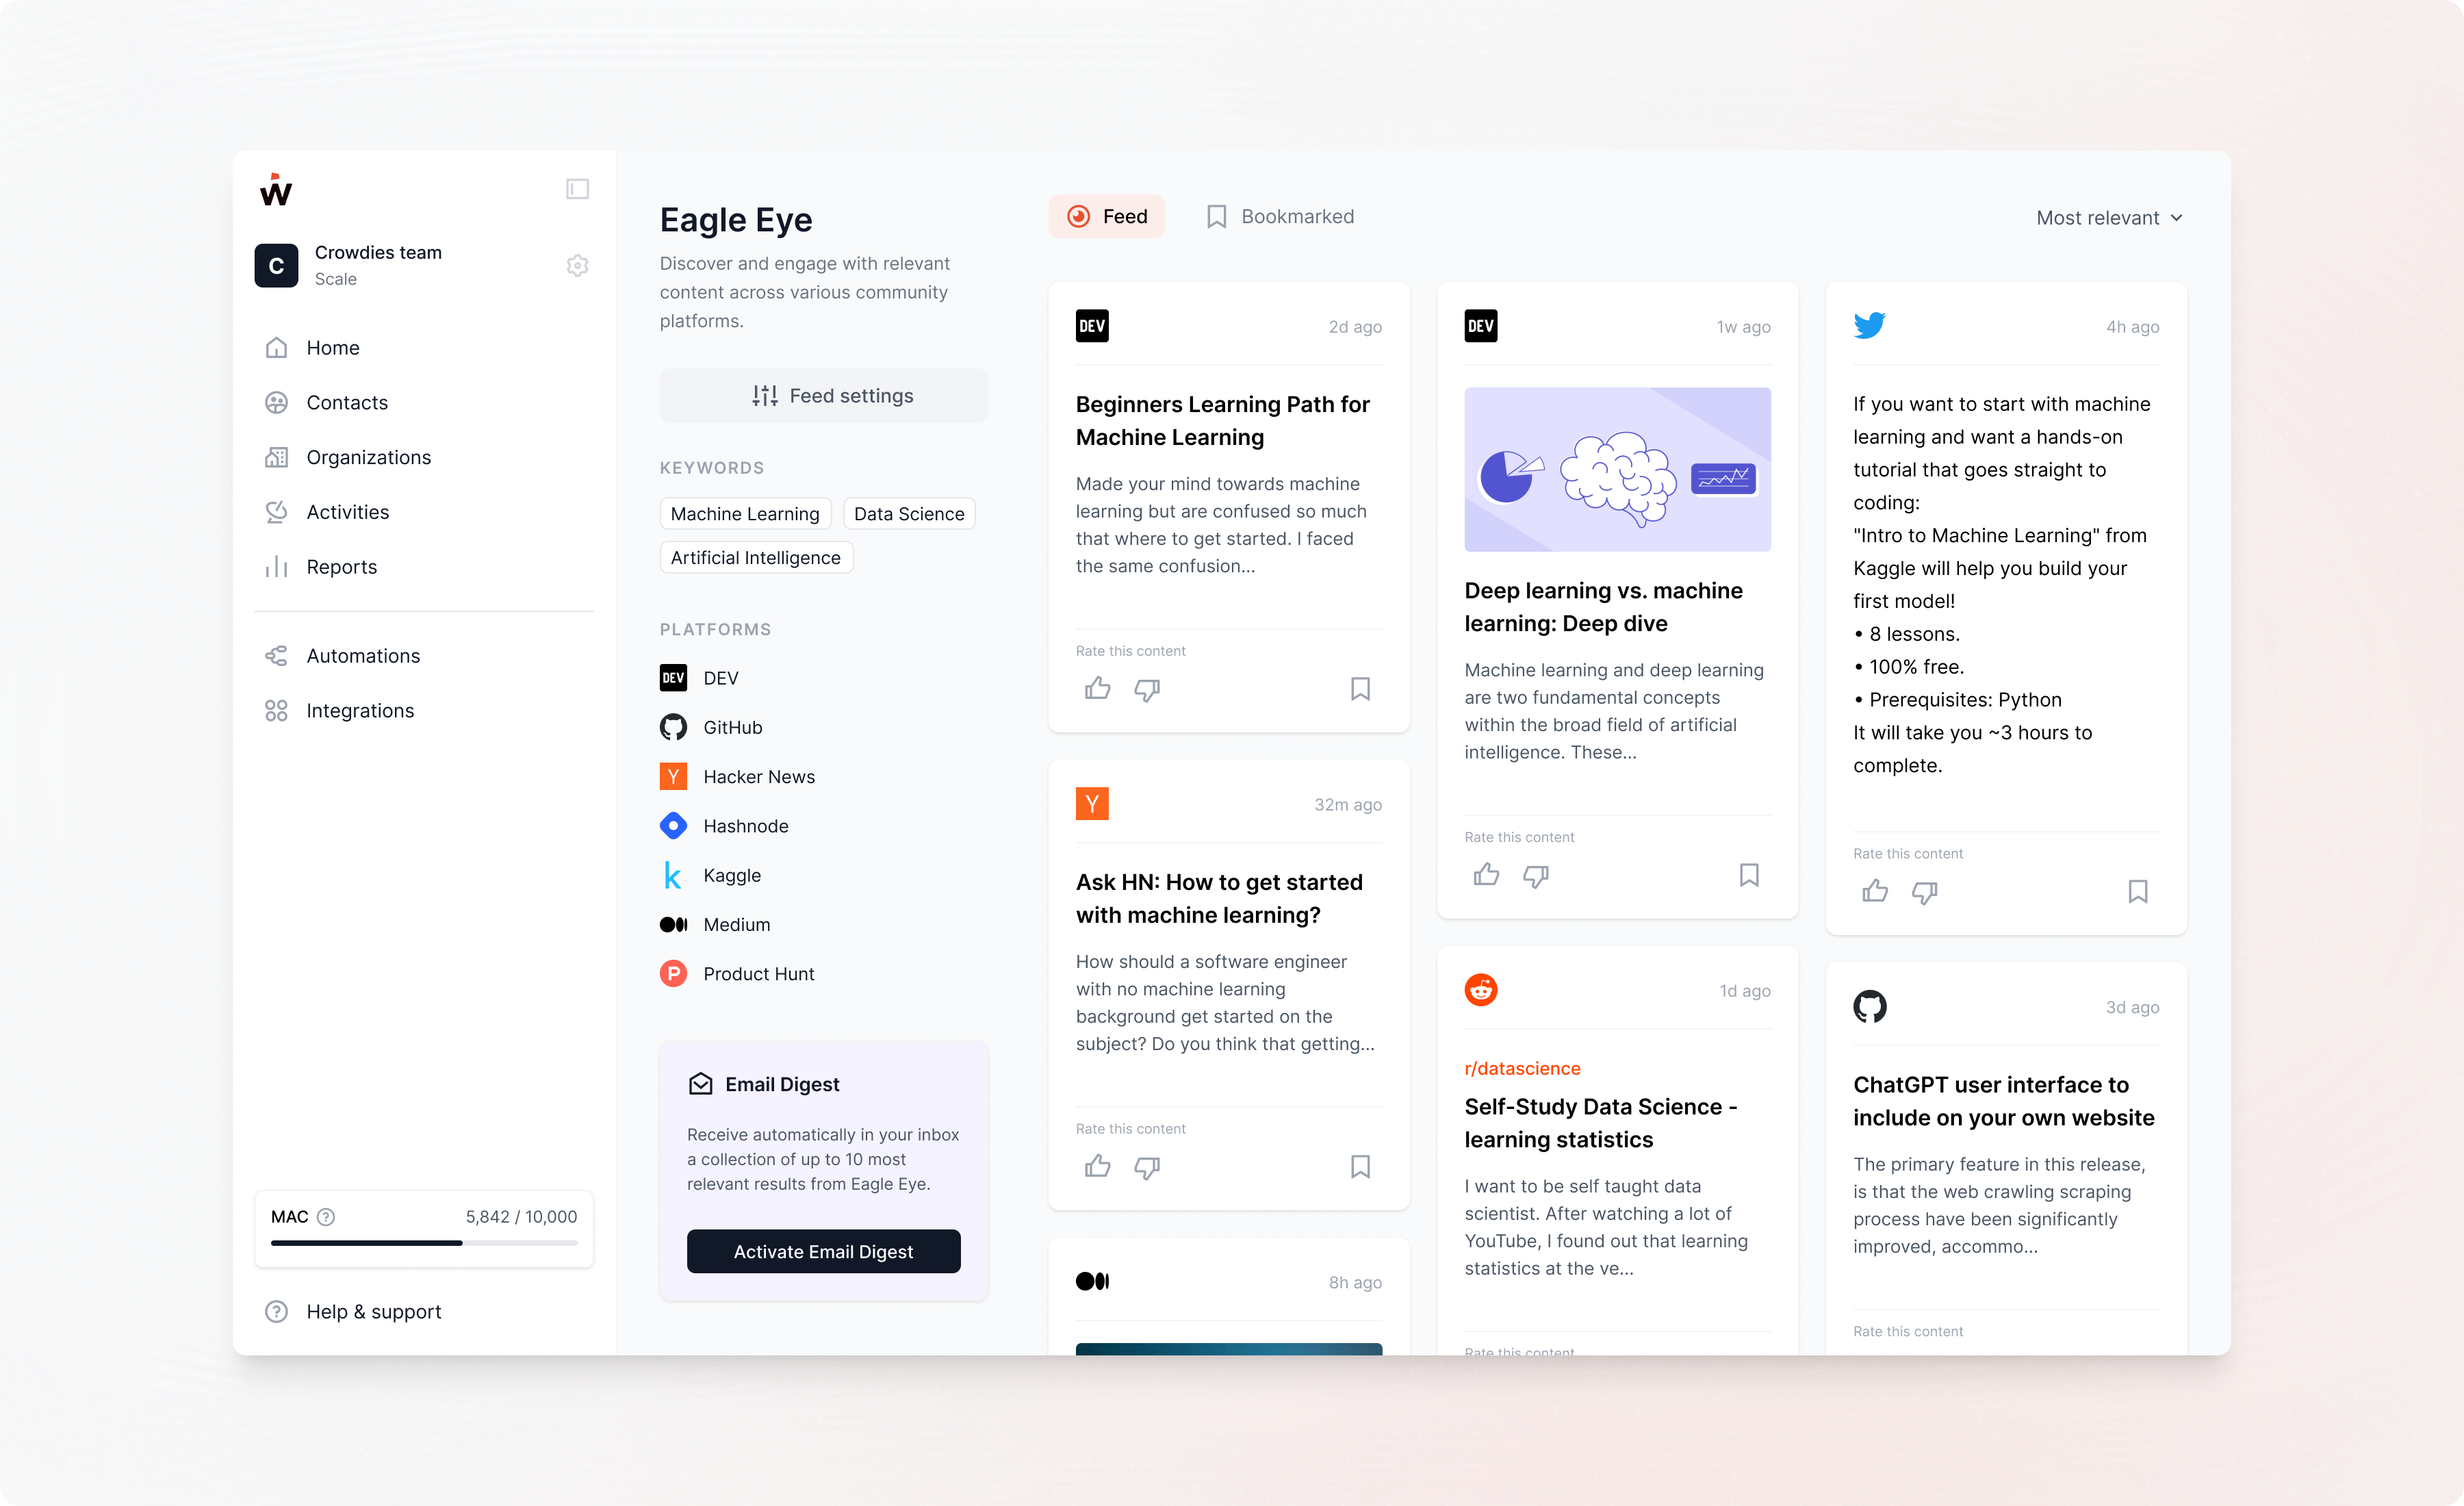 w
C
Crowdies team
Scale
Home
Contacts
Organizations
Activities
Reports
Automations
Integrations
MAC ?
5,842 / 10,000
? Help & support
Eagle Eye
Discover and engage with relevant
content across various community
platforms.
Feed settings
KEYWORDS
Machine Learning
Data Science
Artificial Intelligence
PLATFORMS
DEV DEV
GitHub
Y Hacker News
Hashnode
k Kaggle
Medium
P Product Hunt
Email Digest
Receive automatically in your inbox
a collection of up to 10 most
relevant results from Eagle Eye.
Activate Email Digest
Feed
Bookmarked
Most relevant
DEV
2d ago
Beginners Learning Path for
Machine Learning
Made your mind towards machine
learning but are confused so much
that where to get started. I faced
the same confusion...
Rate this content
Y
32m ago
Ask HN: How to get started
with machine learning?
How should a software engineer
with no machine learning
background get started on the
subject? Do you think that getting...
Rate this content
8h ago
DEV
1w ago
Deep learning vs. machine
learning: Deep dive
Machine learning and deep learning
are two fundamental concepts
within the broad field of artificial
intelligence. These...
Rate this content
1d ago
r/datascience
Self-Study Data Science -
learning statistics
I want to be self taught data
scientist. After watching a lot of
YouTube, I found out that learning
statistics at the ve...
Rate this content
4h ago
If you want to start with machine
learning and want a hands-on
tutorial that goes straight to
coding:
"Intro to Machine Learning" from
Kaggle will help you build your
first model!
• 8 lessons.
• 100% free.
• Prerequisites: Python
It will take you ~3 hours to
complete.
Rate this content
3d ago
ChatGPT user interface to
include on your own website
The primary feature in this release,
is that the web crawling scraping
process have been significantly
improved, accommo...
Rate this content